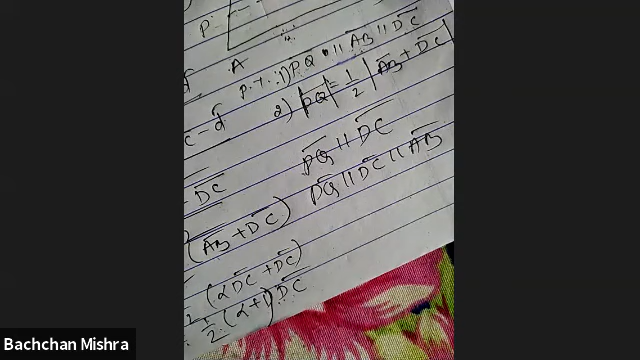 P.
A
P.T. :1) PQ || AB || DC
2) |PQ| = 1/2 |AB + DC|
c - d
PQ || DC
- DC
PQ || DC || AB
(AB + DC)
(αDC + DC)
1/2 (α+1) DC
Bachchan Mishra